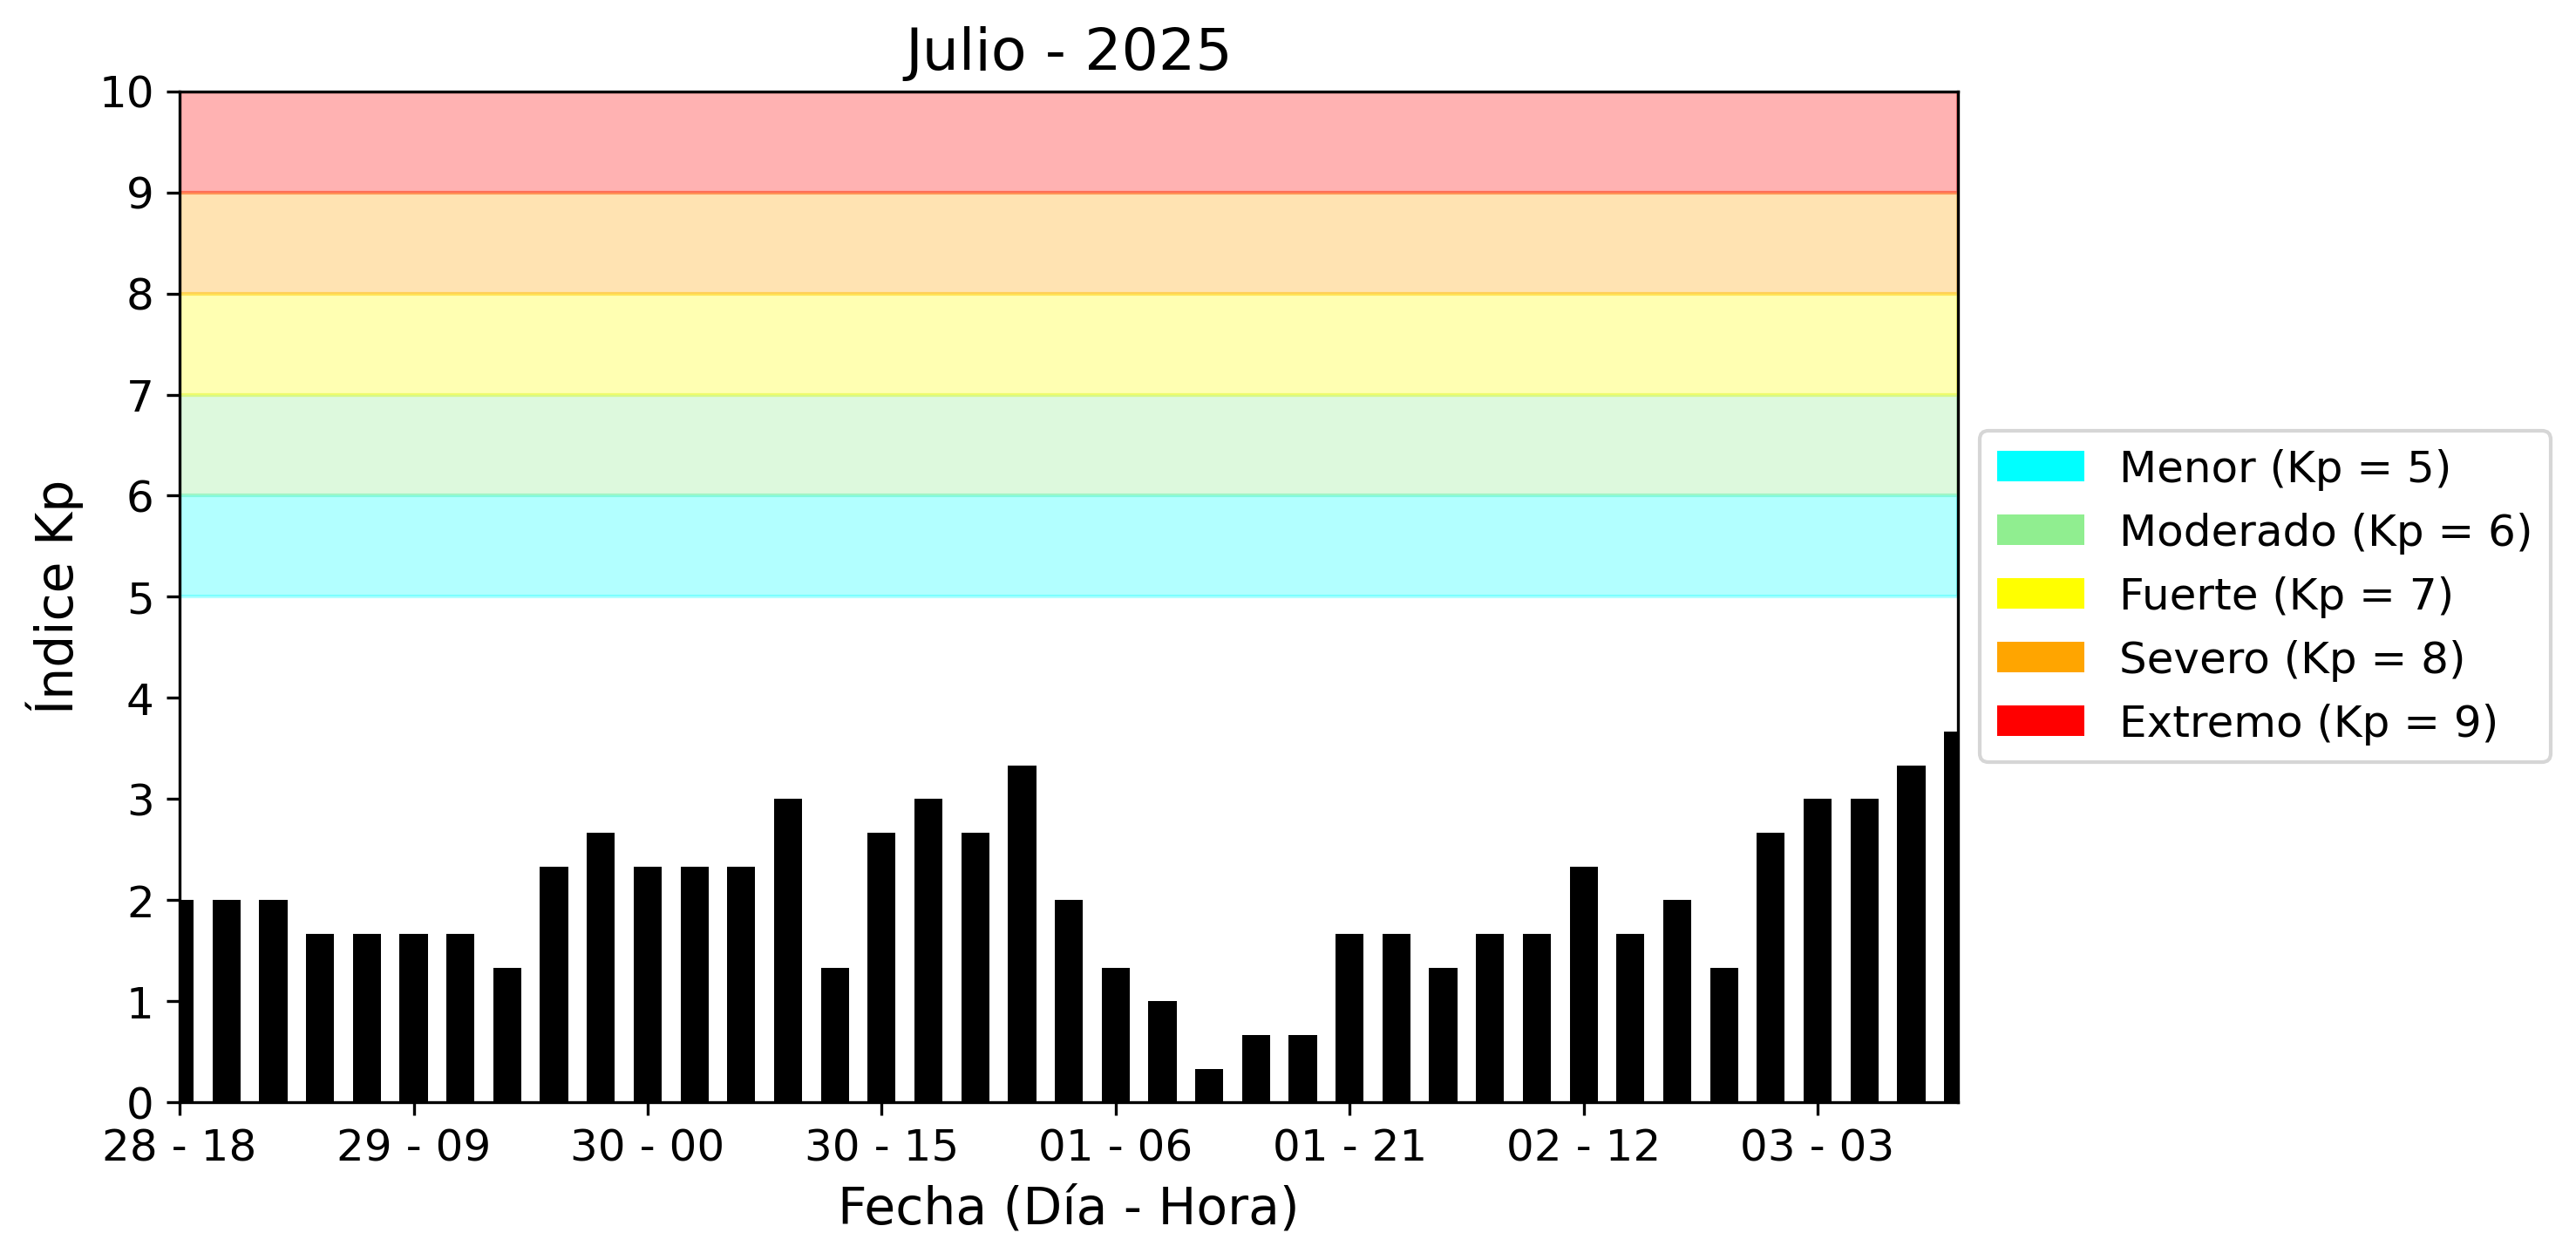 Julio - 2025
10
9
8
7
6
5
4
3
2
1
0
Índice Kp
28 - 18
29 - 09
30 - 00
30 - 15
01 - 06
01 - 21
02 - 12
03 - 03
Fecha (Día - Hora)
Menor (Kp = 5)
Moderado (Kp = 6)
Fuerte (Kp = 7)
Severo (Kp = 8)
Extremo (Kp = 9)